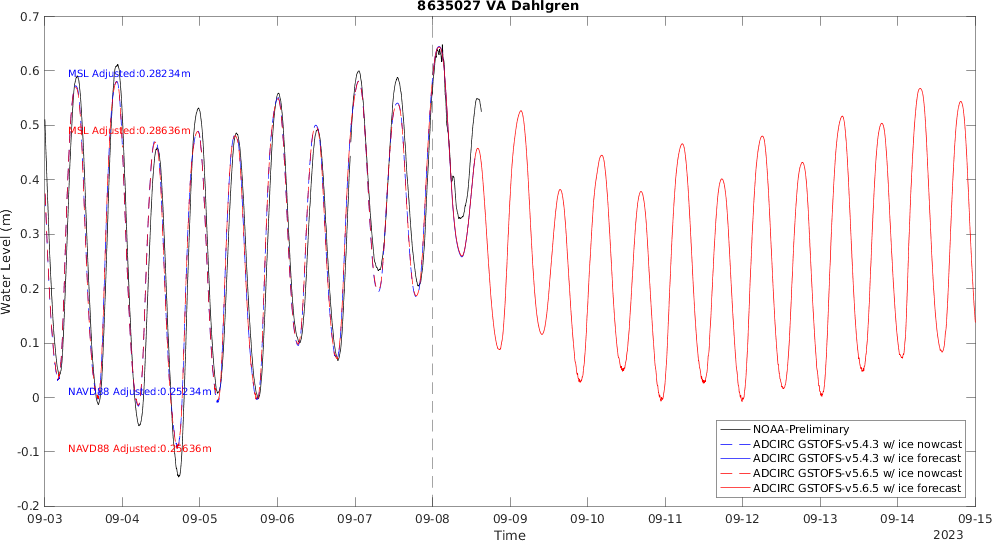 8635027 VA Dahlgren
0.7
0.6
0.5
0.4
0.3
0.2
0.1
0
-0.1
-0.2
Water Level (m)
MSL Adjusted:0.28234m
MSL Adjusted:0.28636m
NAVD88 Adjusted:0.25234m
NAVD88 Adjusted:0.25636m
NOAA-Preliminary
ADCIRC GSTOFS-v5.4.3 w/ ice nowcast
ADCIRC GSTOFS-v5.4.3 w/ ice forecast
ADCIRC GSTOFS-v5.6.5 w/ ice nowcast
ADCIRC GSTOFS-v5.6.5 w/ ice forecast
09-03 09-04 09-05 09-06 09-07 09-08 09-09 09-10 09-11 09-12 09-13 09-14 09-15
Time
2023